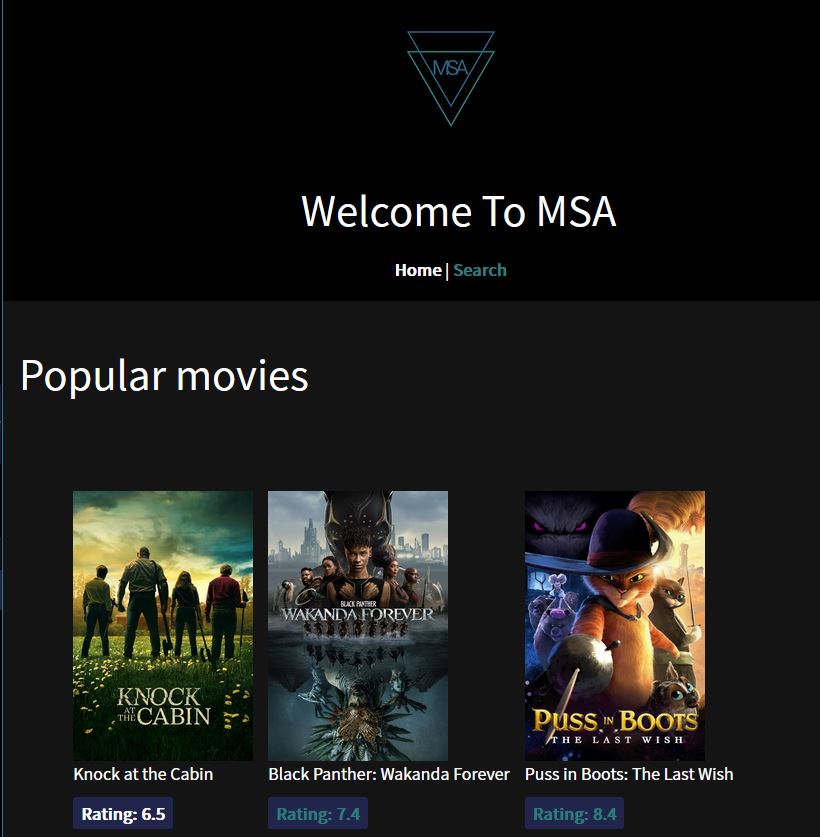 MSA
Welcome To MSA
Home | Search
Popular movies
KNOCK
AT THE CABIN
BLACK PANTHER
WAKANDA FOREVER
PUSS IN BOOTS
THE LAST WISH
Knock at the Cabin
Black Panther: Wakanda Forever
Puss in Boots: The Last Wish
Rating: 6.5
Rating: 7.4
Rating: 8.4